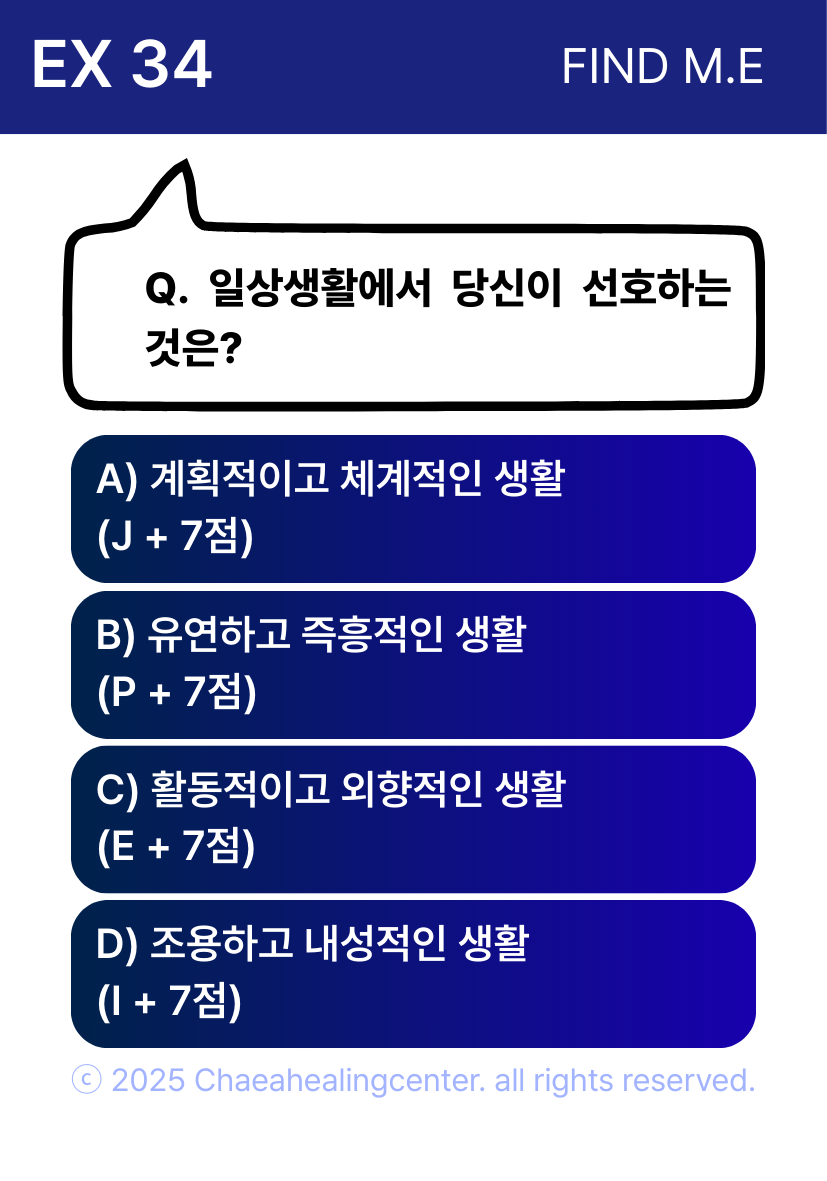 EX 34
FIND M.E
Q. 일상생활에서 당신이 선호하는
것은?
A) 계획적이고 체계적인 생활
(J + 7점)
B) 유연하고 즉흥적인 생활
(P + 7점)
C) 활동적이고 외향적인 생활
(E + 7점)
D) 조용하고 내성적인 생활
(I + 7점)
ⓒ 2025 Chaeahealingcenter. all rights reserved.